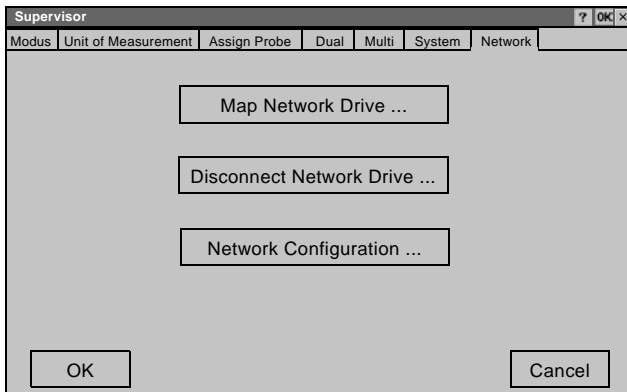 Supervisor ? OK ×
Modus Unit of Measurement Assign Probe Dual Multi System Network
Map Network Drive ...
Disconnect Network Drive ...
Network Configuration ...
OK Cancel